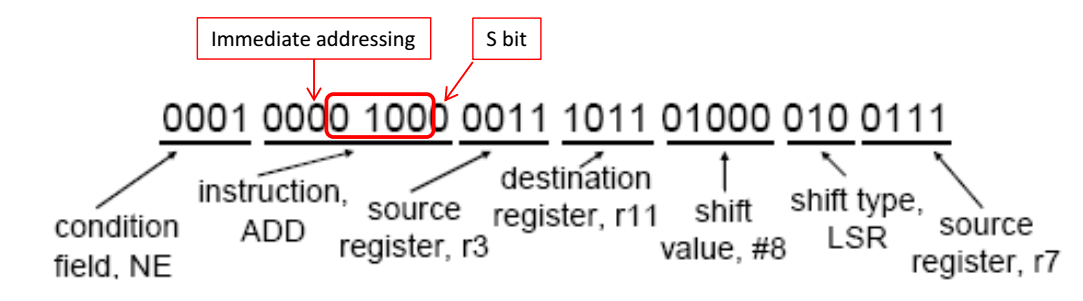 Immediate addressing
S bit
0001 0000 1000 0011 1011 01000 010 0111
condition
field, NE
instruction,
ADD
source
register, r3
destination
register, r11
shift
value, #8
shift type,
LSR
source
register, r7